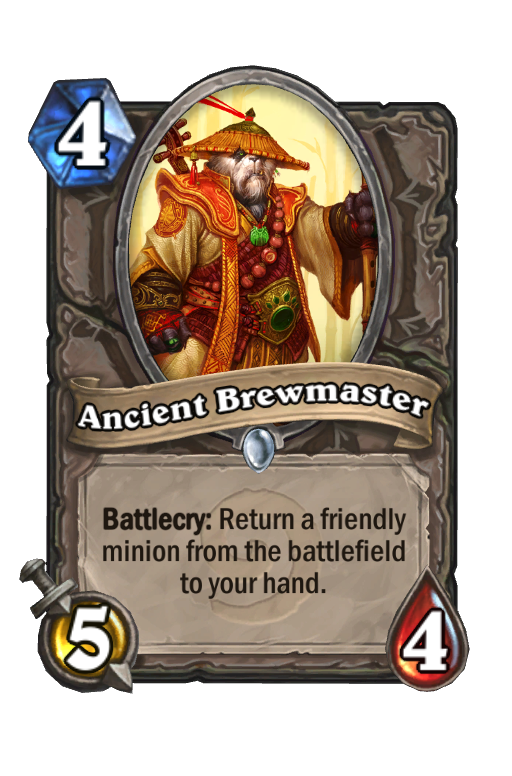 4
Ancient Brewmaster
Battlecry: Return a friendly
minion from the battlefield
to your hand.
5
4